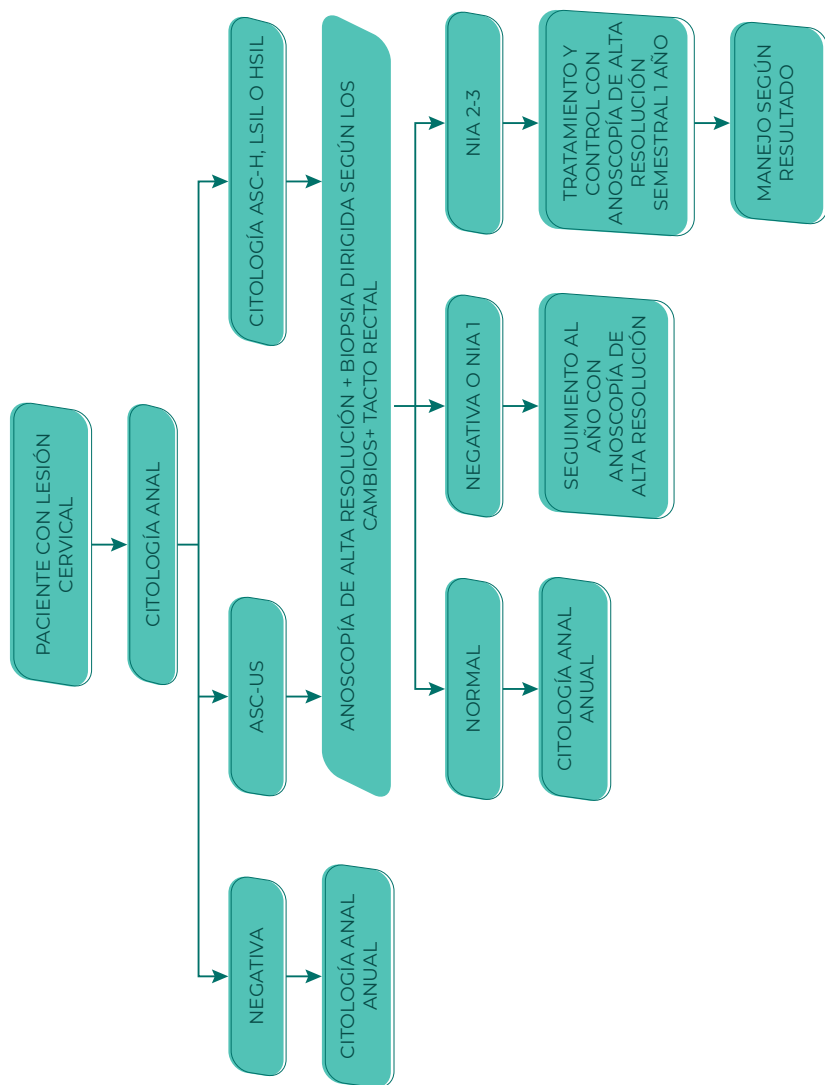 PACIENTE CON LESIÓN
CERVICAL
CITOLOGÍA ANAL
NEGATIVA
ASC-US
CITOLOGÍA ASC-H, LSIL O HSIL
CITOLOGÍA ANAL
ANUAL
ANOSCOPÍA DE ALTA RESOLUCIÓN + BIOPSIA DIRIGIDA SEGÚN LOS
CAMBIOS+ TACTO RECTAL
NORMAL
NEGATIVA O NIA 1
NIA 2-3
CITOLOGÍA ANAL
ANUAL
SEGUIMIENTO AL
AÑO CON
ANOSCOPÍA DE
ALTA RESOLUCIÓN
TRATAMIENTO Y
CONTROL CON
ANOSCOPÍA DE ALTA
RESOLUCIÓN
SEMESTRAL 1 AÑO
MANEJO SEGÚN
RESULTADO